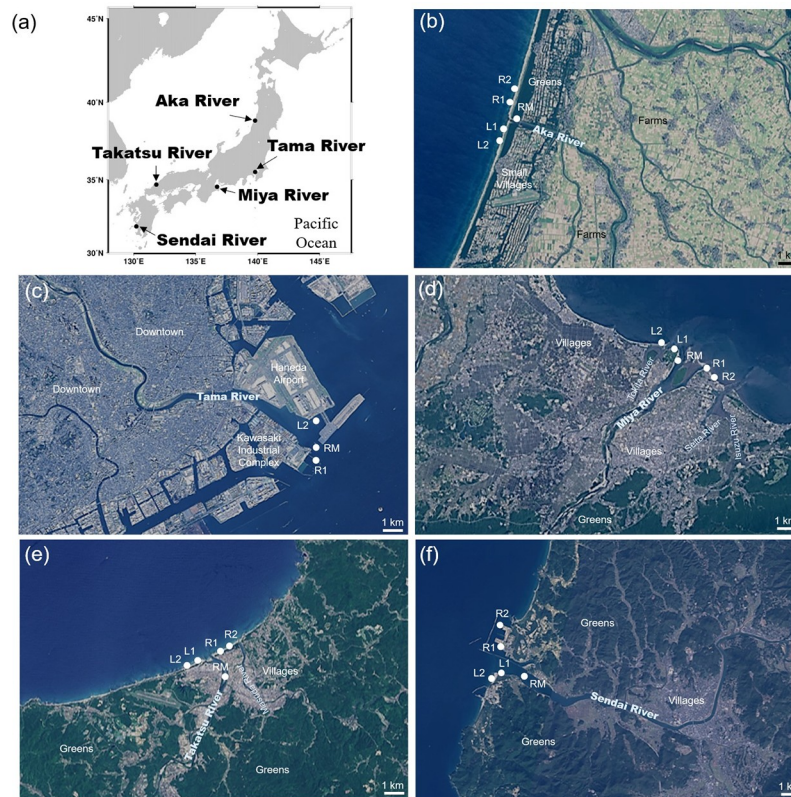 (a)
45°N
40°N
35°N
30°N
130°E
135°E
140°E
145°E
Aka River
Takatsu River
Tama River
Miya River
Sendai River
Pacific
Ocean
(b)
R2
Greens
R1
RM
L1
L2
Aka River
Farms
Small
Villages
Farms
1 km
(c)
Downtown
Downtown
Haneda
Airport
Tama River
L2
Kawasaki
Industrial
Complex
RM
R1
1 km
(d)
L2
L1
Villages
RM
R1
R2
Miya River
Villages
Greens
1 km
(e)
R2
R1
L1
L2
RM
Villages
Takatsu River
Greens
Greens
1 km
(f)
R2
Greens
R1
L1
L2
RM
Sendai River
Villages
Greens
1 km